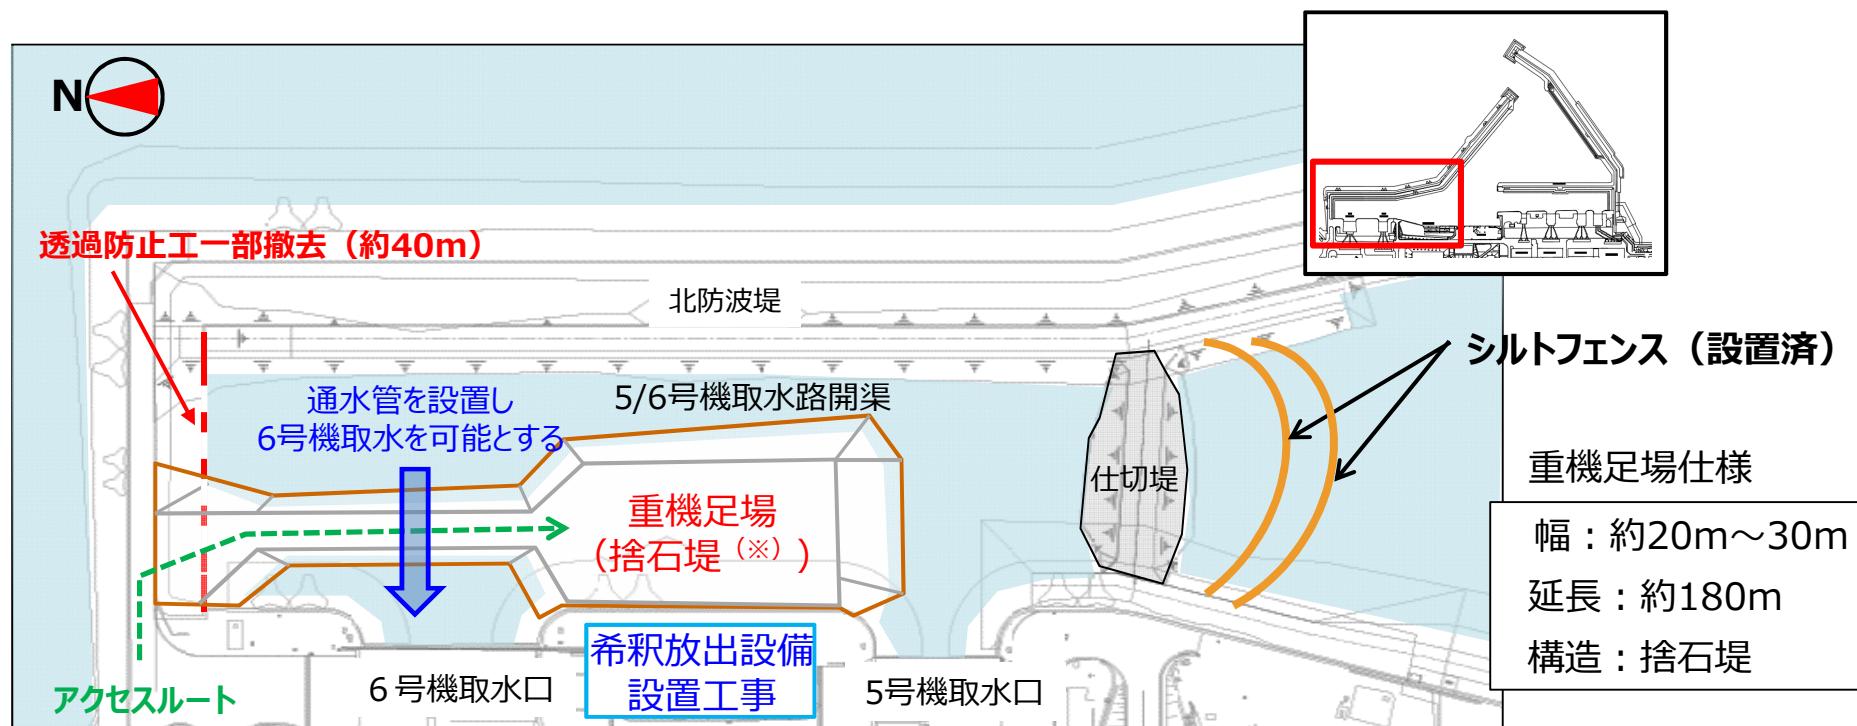 N
透過防止工一部撤去（約40m）
北防波堤
シルトフェンス（設置済）
通水管を設置し
6号機取水を可能とする
5/6号機取水路開渠
仕切堤
重機足場
（捨石堤（※））
重機足場仕様
幅：約20m～30m
延長：約180m
構造：捨石堤
アクセスルート
６号機取水口
希釈放出設備
設置工事
5号機取水口